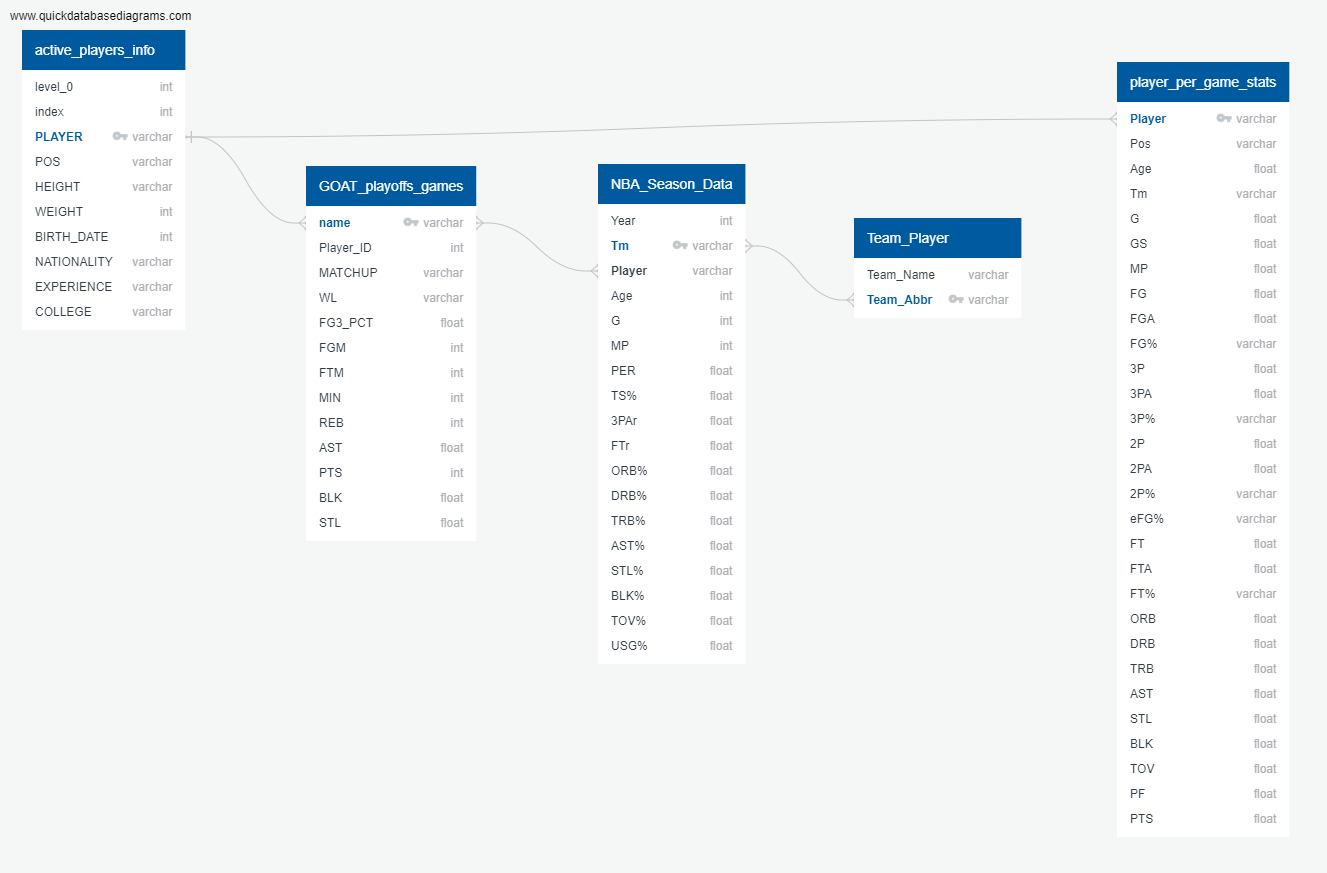 www.quickdatabasediagrams.com
active_players_info
level_0 int
index int
PLAYER varchar
POS varchar
HEIGHT varchar
WEIGHT int
BIRTH_DATE int
NATIONALITY varchar
EXPERIENCE varchar
COLLEGE varchar
GOAT_playoffs_games
name varchar
Player_ID int
MATCHUP varchar
WL varchar
FG3_PCT float
FGM int
FTM int
MIN int
REB int
AST float
PTS int
BLK float
STL float
NBA_Season_Data
Year int
Tm varchar
Player varchar
Age int
G int
MP int
PER float
TS% float
3PAr float
FTr float
ORB% float
DRB% float
TRB% float
AST% float
STL% float
BLK% float
TOV% float
USG% float
Team_Player
Team_Name varchar
Team_Abbr varchar
player_per_game_stats
Player varchar
Pos varchar
Age float
Tm varchar
G float
GS float
MP float
FG float
FGA float
FG% varchar
3P float
3PA float
3P% varchar
2P float
2PA float
2P% varchar
eFG% varchar
FT float
FTA float
FT% varchar
ORB float
DRB float
TRB float
AST float
STL float
BLK float
TOV float
PF float
PTS float